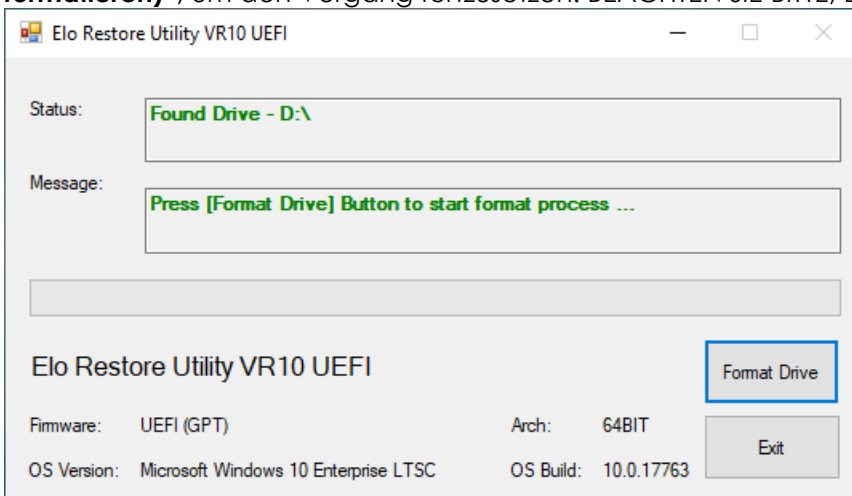 Elo Restore Utility VR10 UEFI
Status:
Found Drive - D:\
Message:
Press [Format Drive] Button to start format process ...
Elo Restore Utility VR10 UEFI
Format Drive
Firmware: UEFI (GPT) Arch: 64BIT
Exit
OS Version: Microsoft Windows 10 Enterprise LTSC OS Build: 10.0.17763